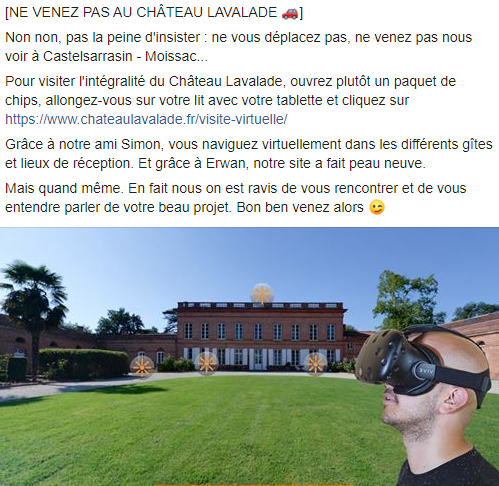 [NE VENEZ PAS AU CHÂTEAU LAVALADE 🚗]
Non non, pas la peine d'insister : ne vous déplacez pas, ne venez pas nous
voir à Castelsarrasin - Moissac...
Pour visiter l'intégralité du Château Lavalade, ouvrez plutôt un paquet de
chips, allongez-vous sur votre lit avec votre tablette et cliquez sur
https://www.chateaulavalade.fr/visite-virtuelle/
Grâce à notre ami Simon, vous naviguez virtuellement dans les différents gîtes
et lieux de réception. Et grâce à Erwan, notre site a fait peau neuve.
Mais quand même. En fait nous on est ravis de vous rencontrer et de vous
entendre parler de votre beau projet. Bon ben venez alors 😉
VIVE